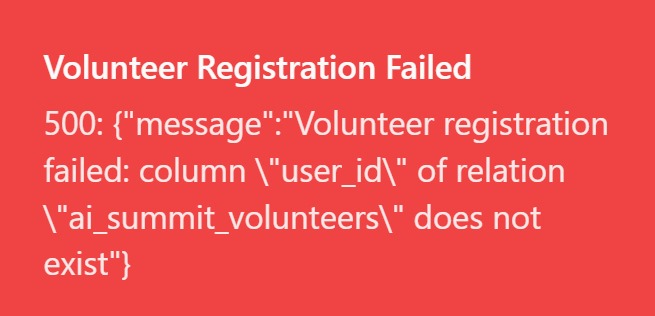 Volunteer Registration Failed
500: {"message":"Volunteer registration
failed: column \"user_id\" of relation
\"ai_summit_volunteers\" does not
exist"}